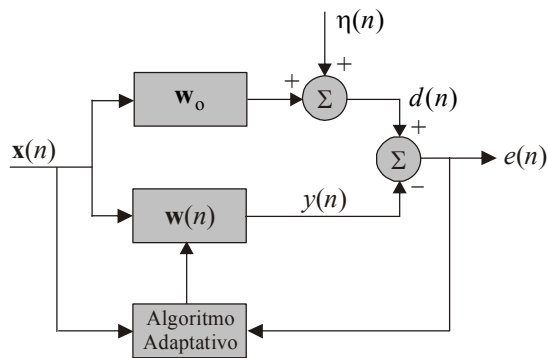 η(n)
+
+
w_o
Σ
d(n)
+
x(n)
Σ
e(n)
w(n)
y(n)
−
Algoritmo
Adaptativo